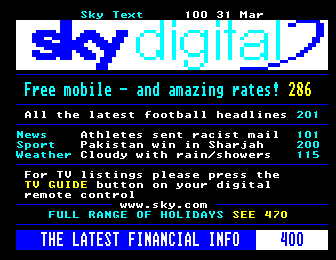 Sky Text 100 31 Mar
sky digital
Free mobile - and amazing rates! 286
All the latest football headlines 201
News Athletes sent racist mail 101
Sport Pakistan win in Sharjah 200
Weather Cloudy with rain/showers 115
For TV listings please press the
TV GUIDE button on your digital
remote control
www.sky.com
FULL RANGE OF HOLIDAYS SEE 470
THE LATEST FINANCIAL INFO 400